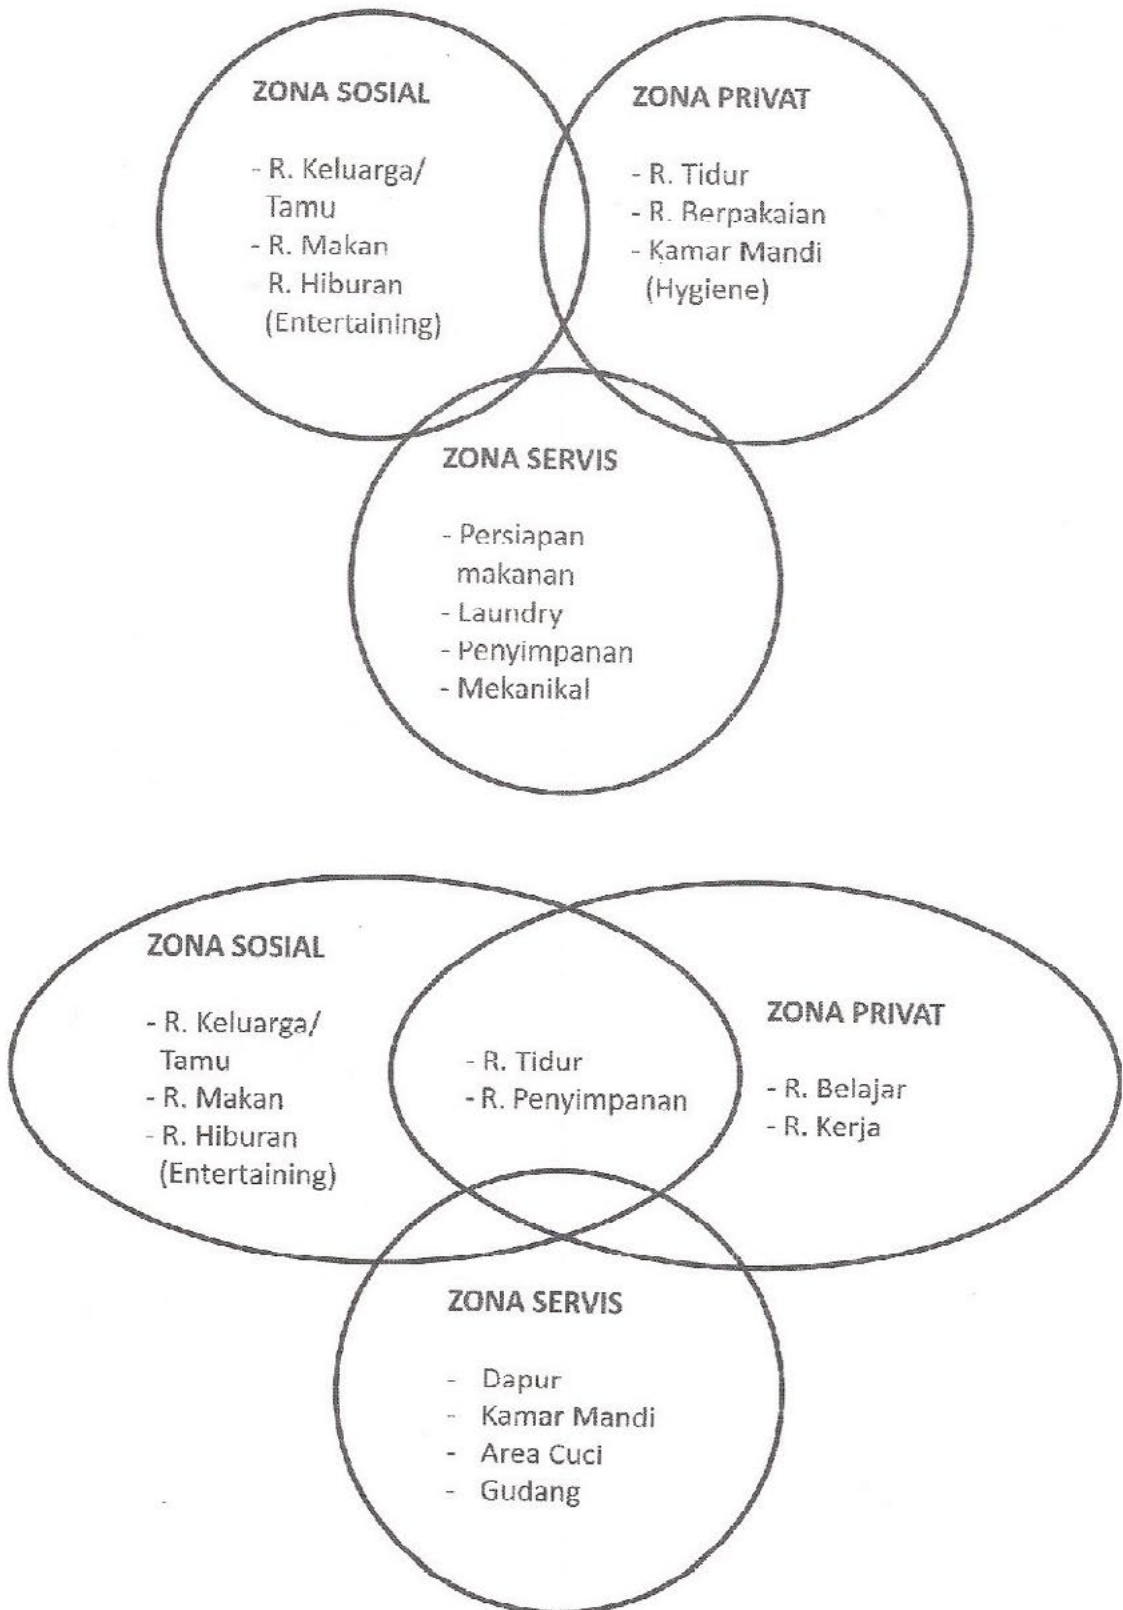 ZONA SOSIAL
- R. Keluarga/
Tamu
- R. Makan
R. Hiburan
(Entertaining)
ZONA PRIVAT
- R. Tidur
- R. Berpakaian
- Kamar Mandi
(Hygiene)
ZONA SERVIS
- Persiapan
makanan
- Laundry
- Penyimpanan
- Mekanikal
ZONA SOSIAL
- R. Keluarga/
Tamu
- R. Makan
- R. Hiburan
(Entertaining)
- R. Tidur
- R. Penyimpanan
ZONA PRIVAT
- R. Belajar
- R. Kerja
ZONA SERVIS
- Dapur
- Kamar Mandi
- Area Cuci
- Gudang